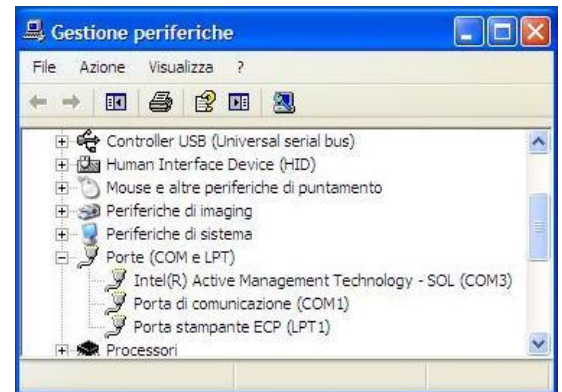 Gestione periferiche
File Azione Visualizza ?
Controller USB (Universal serial bus)
Human Interface Device (HID)
Mouse e altre periferiche di puntamento
Periferiche di imaging
Periferiche di sistema
Porte (COM e LPT)
Intel(R) Active Management Technology - SOL (COM3)
Porta di comunicazione (COM1)
Porta stampante ECP (LPT1)
Processori